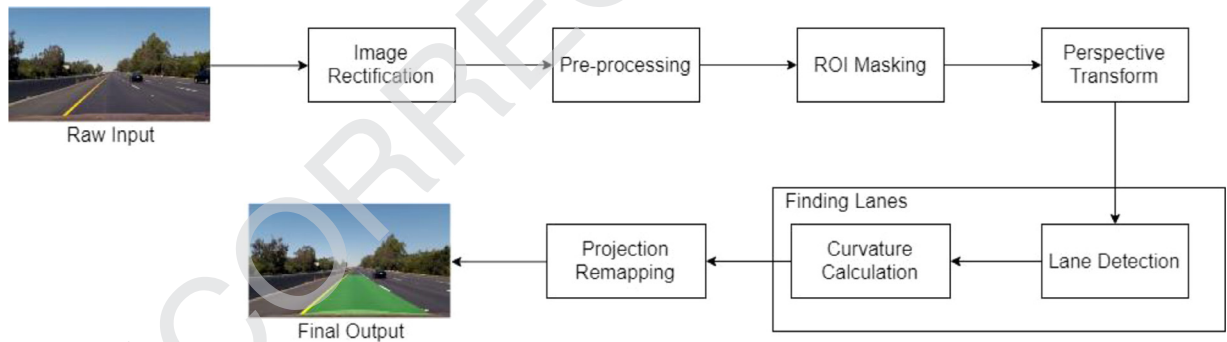 Image
Rectification
Pre-processing
ROI Masking
Perspective
Transform
Raw Input
Finding Lanes
Projection
Remapping
Curvature
Calculation
Lane Detection
Final Output
CORREC